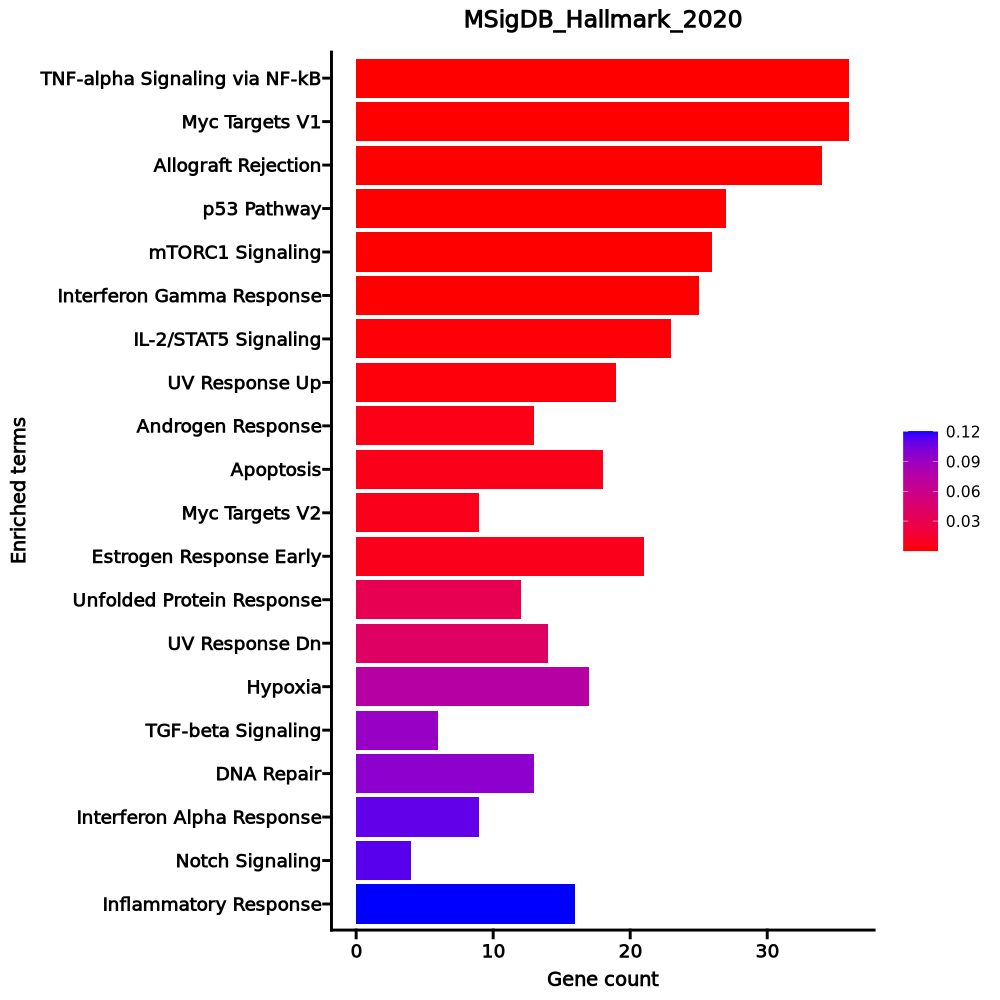 MSigDB_Hallmark_2020
TNF-alpha Signaling via NF-kB
Myc Targets V1
Allograft Rejection
p53 Pathway
mTORC1 Signaling
Interferon Gamma Response
IL-2/STAT5 Signaling
UV Response Up
Androgen Response
Apoptosis
Myc Targets V2
Estrogen Response Early
Unfolded Protein Response
UV Response Dn
Hypoxia
TGF-beta Signaling
DNA Repair
Interferon Alpha Response
Notch Signaling
Inflammatory Response
Enriched terms
0 10 20 30
Gene count
0.12
0.09
0.06
0.03